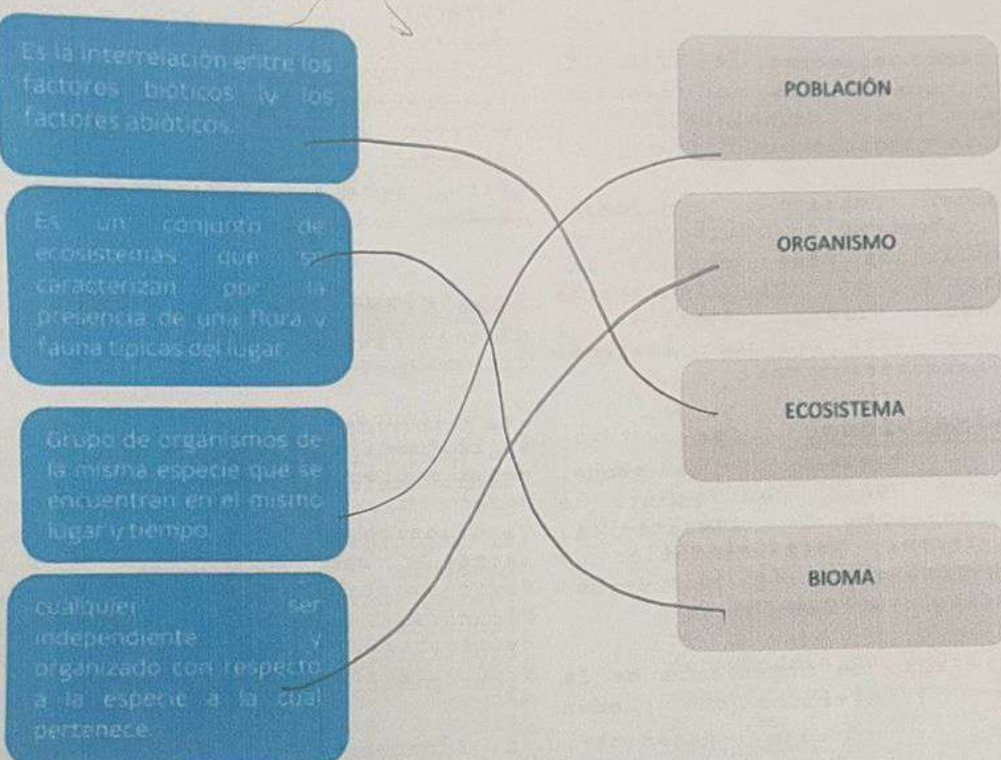 Es la interrelación entre los
factores bióticos y los
factores abióticos.
Es un conjunto de
ecosistemas que se
caracterizan por la
presencia de una flora y
fauna típicas del lugar
Grupo de organismos de
la misma especie que se
encuentran en el mismo
lugar y tiempo.
cualquier ser
independiente y
organizado con respecto
a la especie a la cual
pertenece
POBLACIÓN
ORGANISMO
ECOSISTEMA
BIOMA